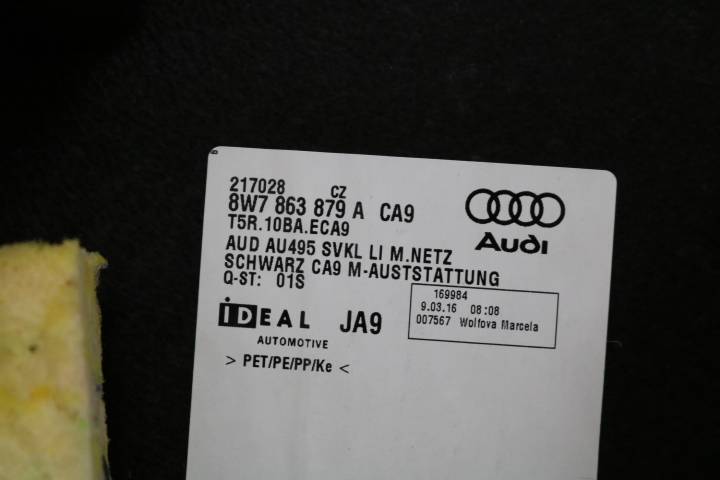 217028 CZ
8W7 863 879 A CA9
T5R.10BA.ECA9
AUD AU495 SVKL LI M.NETZ
SCHWARZ CA9 M-AUSTSTATTUNG
Q-ST: 01S
Audi
169984
9.03.16 08:08
007567 Wolfova Marcela
iDEAL JA9
AUTOMOTIVE
> PET/PE/PP/Ke <